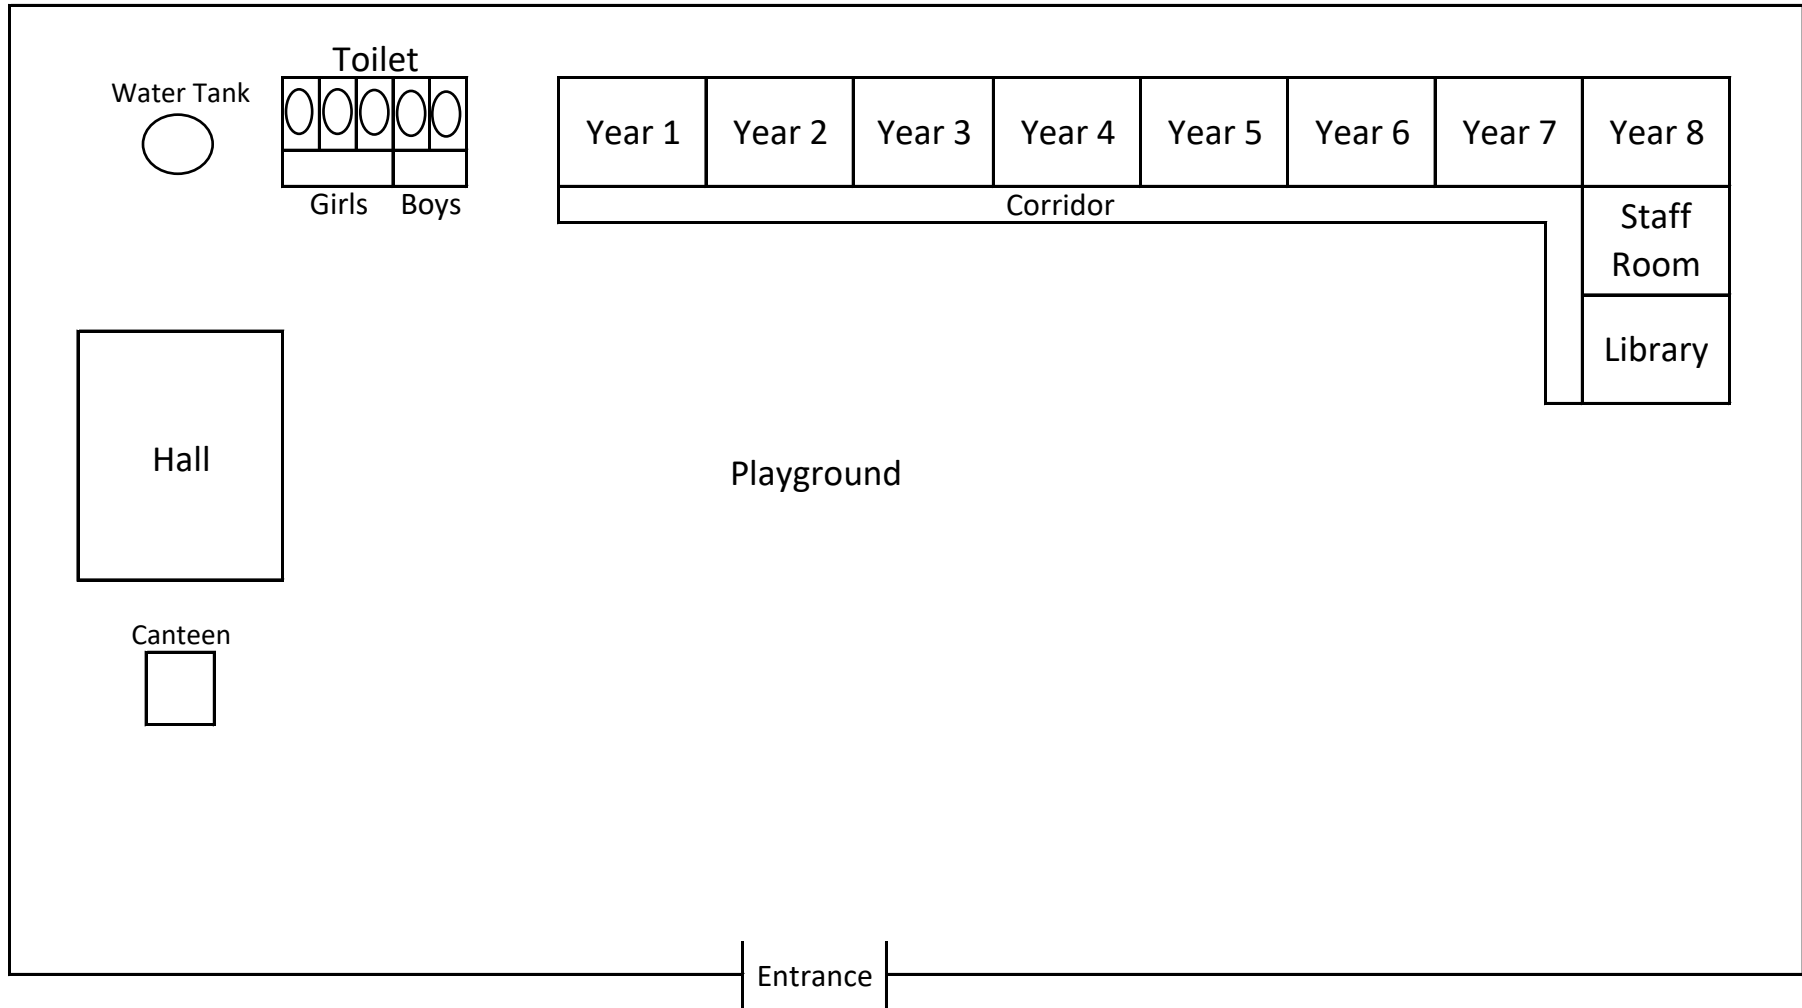 Toilet
Water Tank
Year 1
Year 2
Year 3
Year 4
Year 5
Year 6
Year 7
Year 8
Girls
Boys
Corridor
Staff
Room
Library
Hall
Playground
Canteen
Entrance